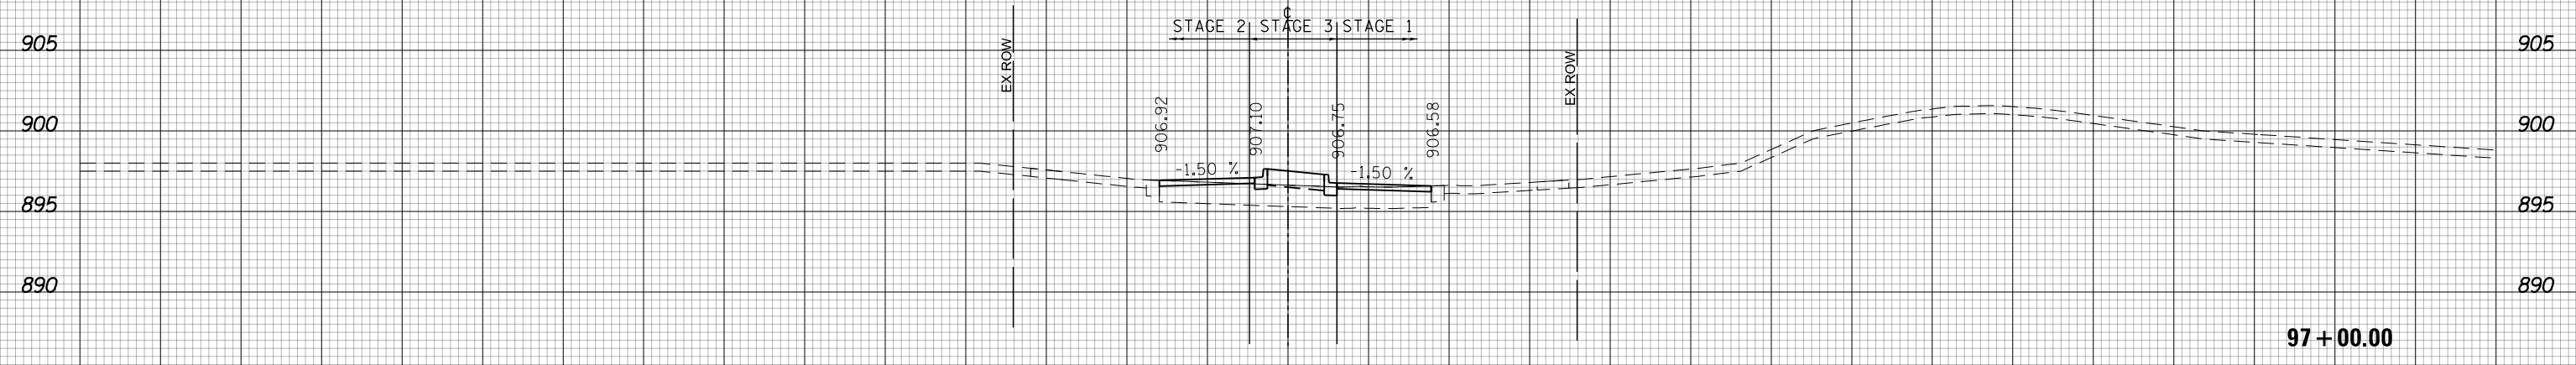 ℄
STAGE 2 STAGE 3 STAGE 1
905 905
EX ROW EX ROW
906.92 907.10 906.75 906.58
900 900
-1.50 % -1.50 %
895 895
890 890
97+00.00